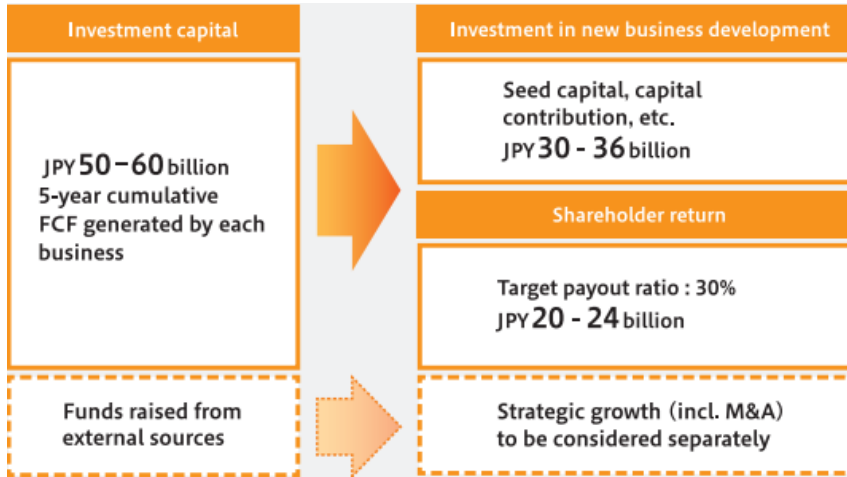 Investment capital
JPY 50–60 billion
5-year cumulative
FCF generated by each
business
Funds raised from
external sources
Investment in new business development
Seed capital, capital
contribution, etc.
JPY 30 - 36 billion
Shareholder return
Target payout ratio : 30%
JPY 20 - 24 billion
Strategic growth (incl. M&A)
to be considered separately